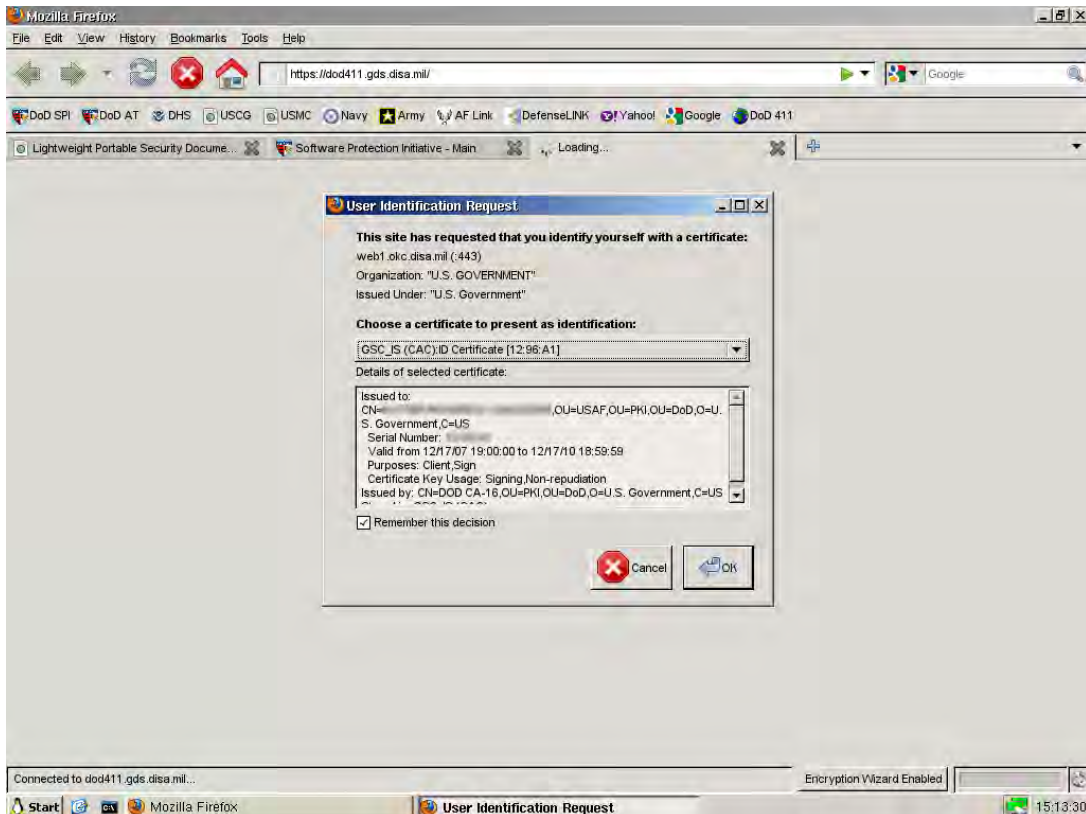 Mozilla Firefox
File Edit View History Bookmarks Tools Help
https://dod411.gds.disa.mil/
Google
DoD SPI DoD AT DHS USCG USMC Navy Army AF Link DefenseLINK Yahoo! Google DoD 411
Lightweight Portable Security Docume... Software Protection Initiative - Main Loading...
User Identification Request
This site has requested that you identify yourself with a certificate:
web1.okc.disa.mil (:443)
Organization: "U.S. GOVERNMENT"
Issued Under: "U.S. Government"
Choose a certificate to present as identification:
GSC_IS (CAC):ID Certificate [12:96:A1]
Details of selected certificate:
Issued to:
CN= ,OU=USAF,OU=PKI,OU=DoD,O=U.
S. Government,C=US
Serial Number:
Valid from 12/17/07 19:00:00 to 12/17/10 18:59:59
Purposes: Client,Sign
Certificate Key Usage: Signing,Non-repudiation
Issued by: CN=DOD CA-16,OU=PKI,OU=DoD,O=U.S. Government,C=US
Remember this decision
Cancel OK
Connected to dod411.gds.disa.mil... Encryption Wizard Enabled
Start Mozilla Firefox User Identification Request 15:13:30